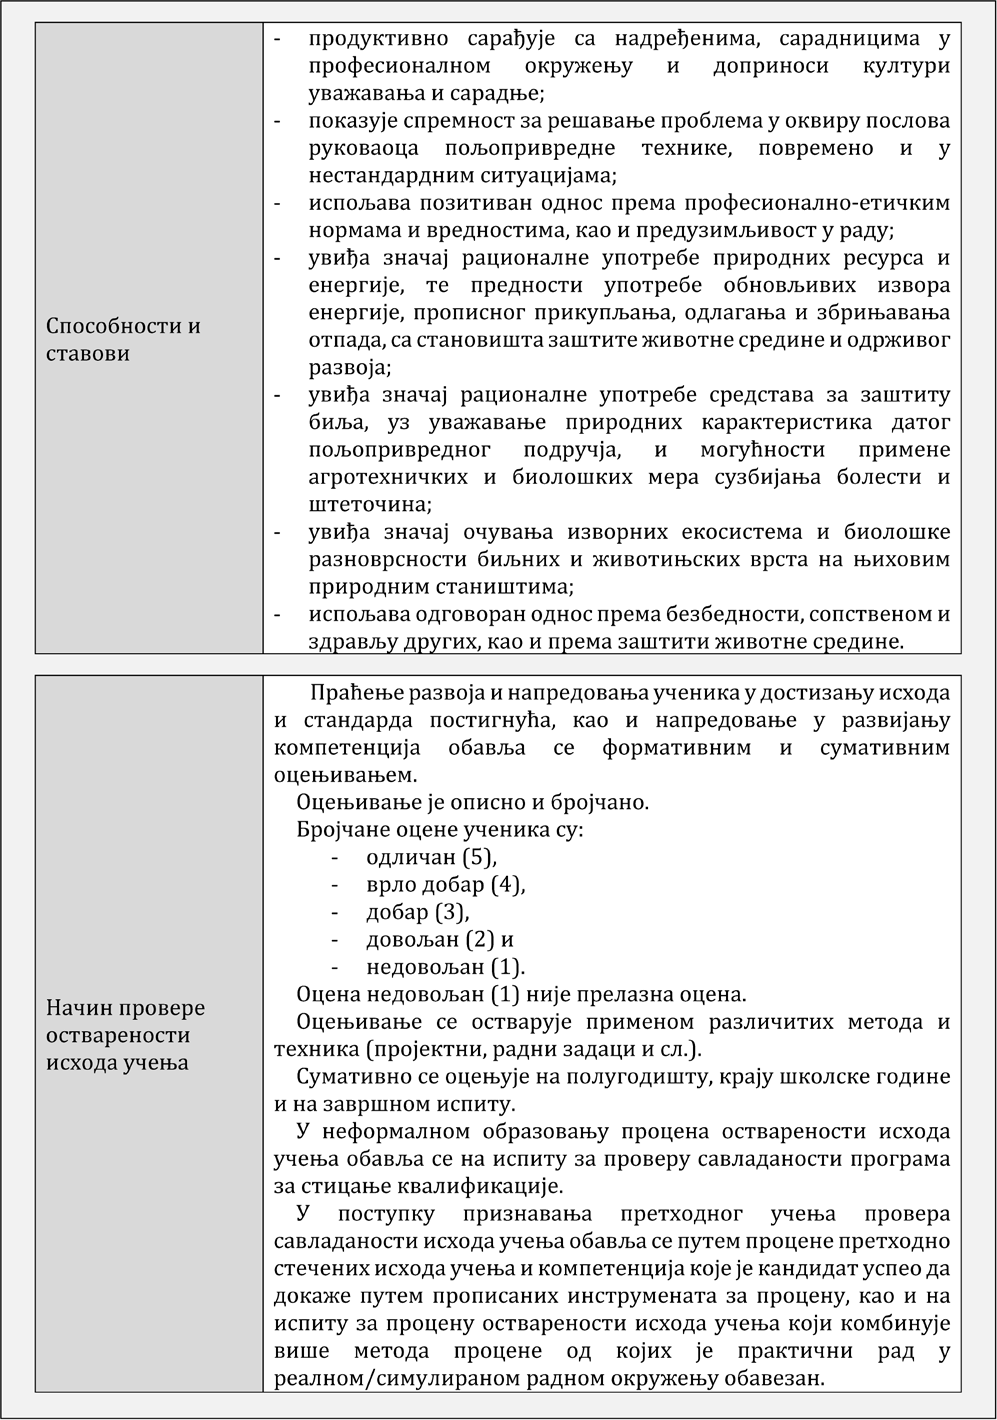 Способности и
ставови
- продуктивно сарађује са надређенима, сарадницима у
професионалном окружењу и доприноси култури
уважавања и сарадње;
- показује спремност за решавање проблема у оквиру послова
руковаоца пољопривредне технике, повремено и у
нестандардним ситуацијама;
- испољава позитиван однос према професионално-етичким
нормама и вредностима, као и предузимљивост у раду;
- увиђа значај рационалне употребе природних ресурса и
енергије, те предности употребе обновљивих извора
енергије, прописног прикупљања, одлагања и збрињавања
отпада, са становишта заштите животне средине и одрживог
развоја;
- увиђа значај рационалне употребе средстава за заштиту
биља, уз уважавање природних карактеристика датог
пољопривредног подручја, и могућности примене
агротехничких и биолошких мера сузбијања болести и
штеточина;
- увиђа значај очувања изворних екосистема и биолошке
разноврсности биљних и животињских врста на њиховим
природним стаништима;
- испољава одговоран однос према безбедности, сопственом и
здрављу других, као и према заштити животне средине.
Начин провере
остварености
исхода учења
Праћење развоја и напредовања ученика у достизању исхода
и стандарда постигнућа, као и напредовање у развијању
компетенција обавља се формативним и сумативним
оцењивањем.
Оцењивање је описно и бројчано.
Бројчане оцене ученика су:
- одличан (5),
- врло добар (4),
- добар (3),
- довољан (2) и
- недовољан (1).
Оцена недовољан (1) није прелазна оцена.
Оцењивање се остварује применом различитих метода и
техника (пројектни, радни задаци и сл.).
Сумативно се оцењује на полугодишту, крају школске године
и на завршном испиту.
У неформалном образовању процена остварености исхода
учења обавља се на испиту за проверу савладаности програма
за стицање квалификације.
У поступку признавања претходног учења провера
савладаности исхода учења обавља се путем процене претходно
стечених исхода учења и компетенција које је кандидат успео да
докаже путем прописаних инструмената за процену, као и на
испиту за процену остварености исхода учења који комбинује
више метода процене од којих је практични рад у
реалном/симулираном радном окружењу обавезан.